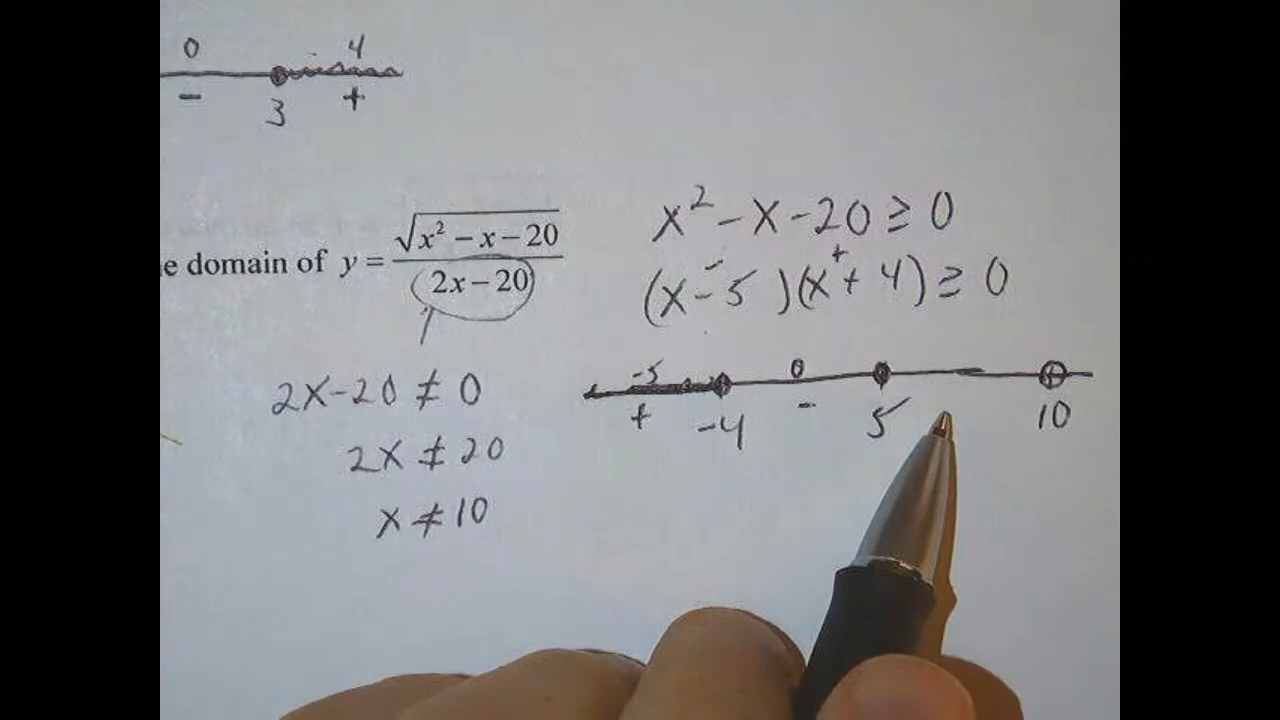 0 4
- 3 +
e domain of y = √(x² - x - 20) / (2x - 20)
x² - x - 20 ≥ 0
(x - 5 )(x + 4) ≥ 0
- +
2x - 20 ≠ 0
2x ≠ 20
x ≠ 10
-5 0
+ -4 - 5 10